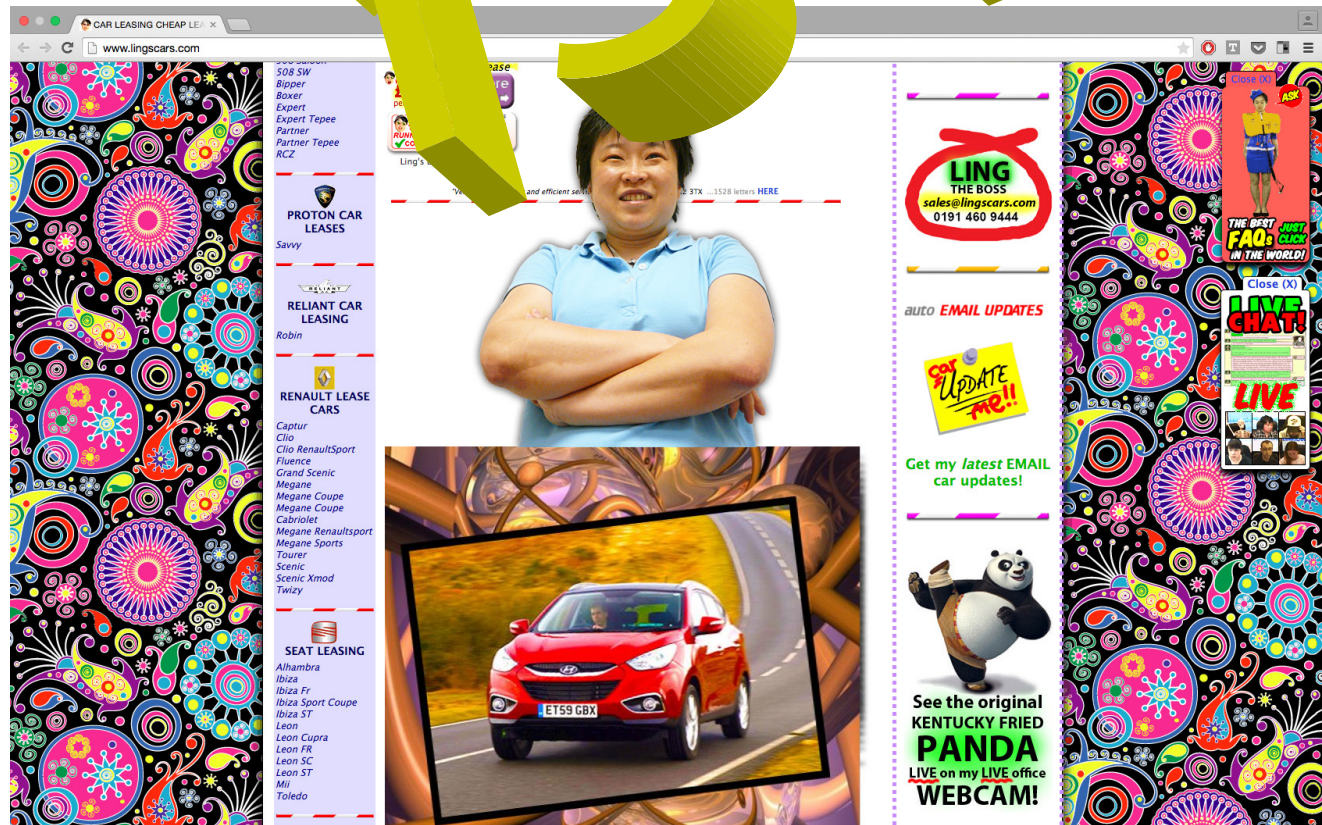 CAR LEASING CHEAP LEA
www.lingscars.com
508 SW
Bipper
Boxer
Expert
Expert Tepee
Partner
Partner Tepee
RCZ
PROTON CAR
LEASES
Savvy
RELIANT
RELIANT CAR
LEASING
Robin
RENAULT LEASE
CARS
Captur
Clio
Clio RenaultSport
Fluence
Grand Scenic
Megane
Megane Coupe
Megane Coupe
Cabriolet
Megane Renaultsport
Megane Sports
Tourer
Scenic
Scenic Xmod
Twizy
SEAT LEASING
Alhambra
Ibiza
Ibiza Fr
Ibiza Sport Coupe
Ibiza ST
Leon
Leon Cupra
Leon FR
Leon SC
Leon ST
Mii
Toledo
Ling's
and efficient
3TX ...1528 letters HERE
ET59 GBX
LING
THE BOSS
sales@lingscars.com
0191 460 9444
auto EMAIL UPDATES
car
UPDATE
me!!
Get my latest EMAIL
car updates!
See the original
KENTUCKY FRIED
PANDA
LIVE on my LIVE office
WEBCAM!
Close (X)
ASK
THE BEST
FAQs JUST
CLICK
IN THE WORLD!
Close (X)
LIVE
CHAT!
LIVE